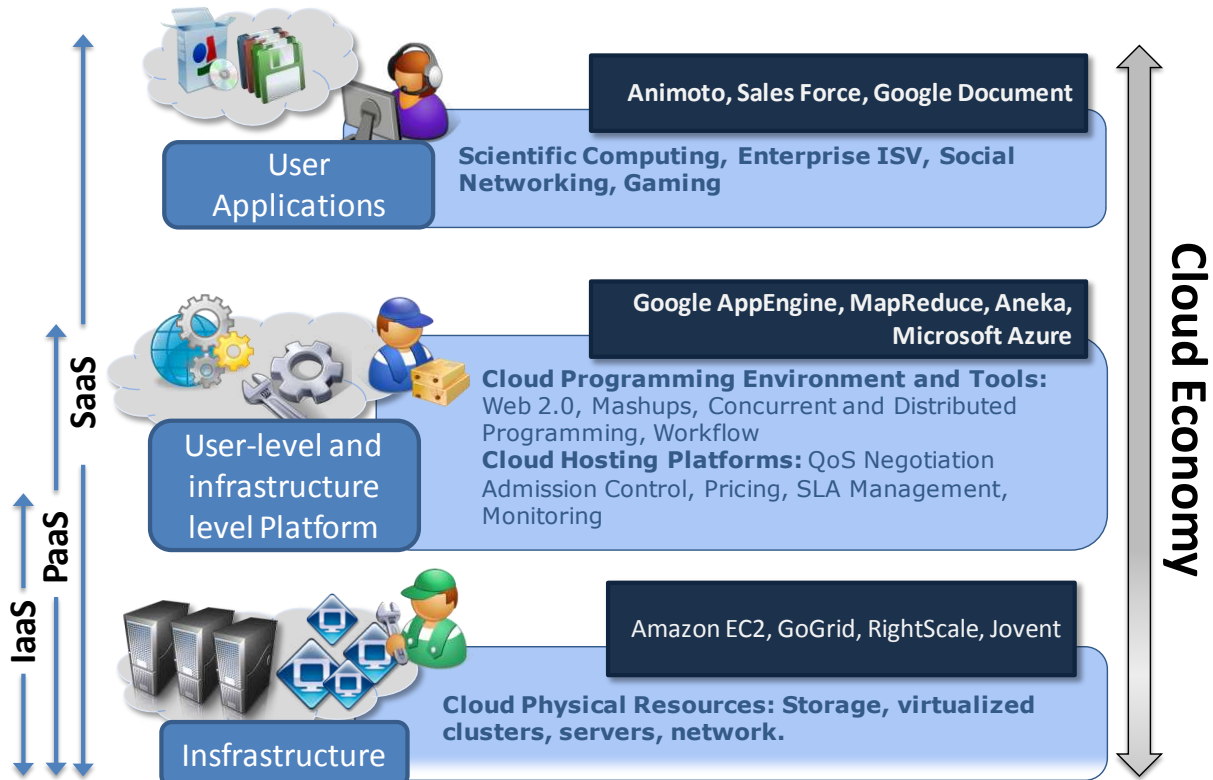 Animoto, Sales Force, Google Document
User
Applications
Scientific Computing, Enterprise ISV, Social
Networking, Gaming
Google AppEngine, MapReduce, Aneka,
Microsoft Azure
User-level and
infrastructure
level Platform
Cloud Programming Environment and Tools:
Web 2.0, Mashups, Concurrent and Distributed
Programming, Workflow
Cloud Hosting Platforms: QoS Negotiation
Admission Control, Pricing, SLA Management,
Monitoring
Amazon EC2, GoGrid, RightScale, Jovent
Insfrastructure
Cloud Physical Resources: Storage, virtualized
clusters, servers, network.
IaaS
PaaS
SaaS
Cloud Economy